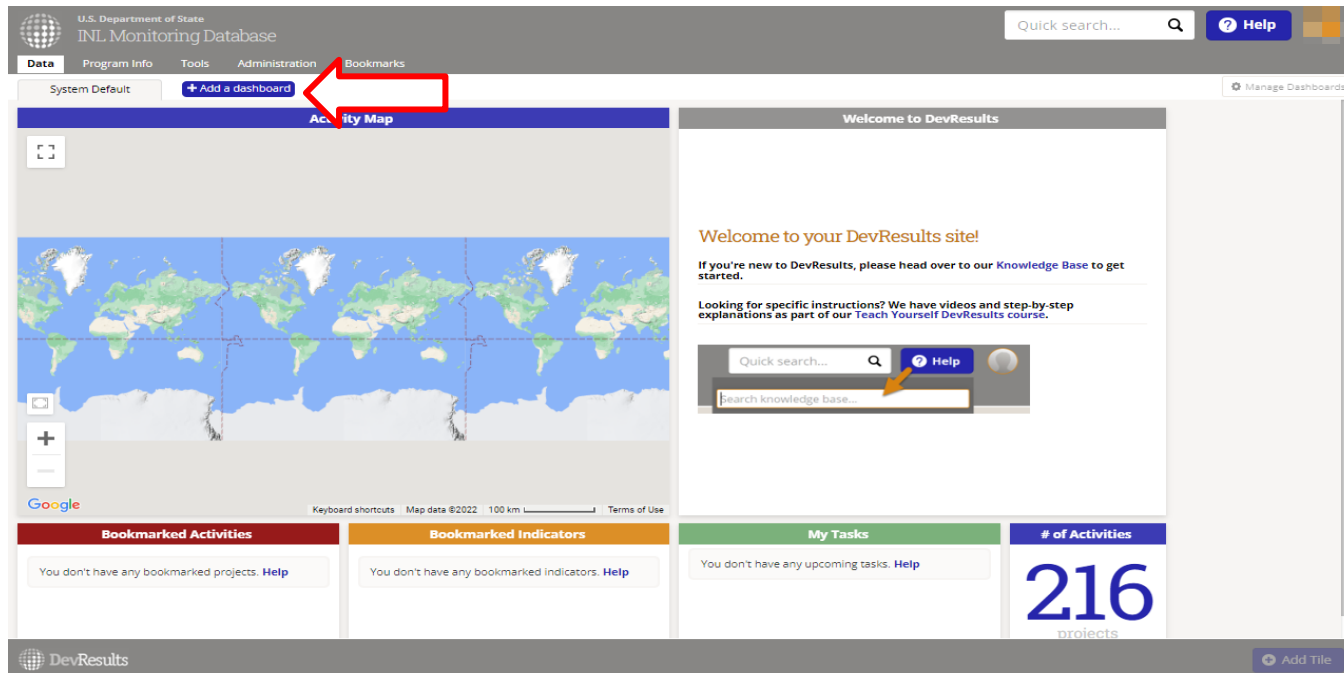 U.S. Department of State
INL Monitoring Database
Quick search...
Help
Data Program Info Tools Administration Bookmarks
System Default + Add a dashboard
Manage Dashboards
Activity Map
Welcome to DevResults
Welcome to your DevResults site!
If you're new to DevResults, please head over to our Knowledge Base to get
started.
Looking for specific instructions? We have videos and step-by-step
explanations as part of our Teach Yourself DevResults course.
Quick search...
Help
Search knowledge base...
Google
Keyboard shortcuts Map data ©2022 100 km Terms of Use
Bookmarked Activities
You don't have any bookmarked projects. Help
Bookmarked Indicators
You don't have any bookmarked indicators. Help
My Tasks
You don't have any upcoming tasks. Help
# of Activities
216
projects
DevResults
Add Tile